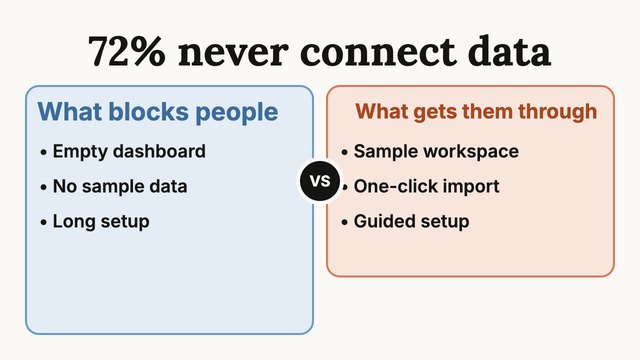 72% never connect data
What blocks people
• Empty dashboard
• No sample data
• Long setup
VS
What gets them through
• Sample workspace
• One-click import
• Guided setup